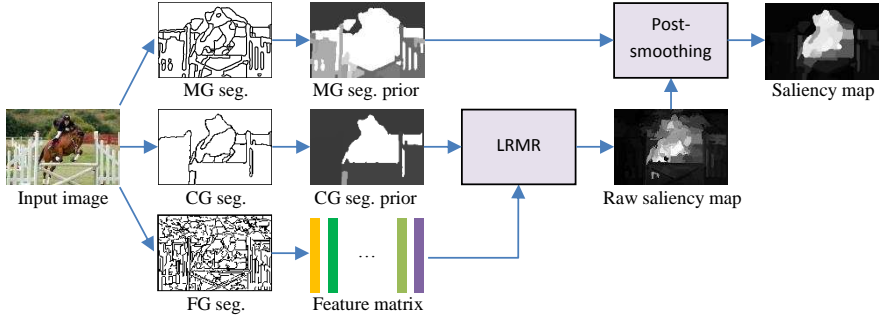 MG seg.
MG seg. prior
Post-
smoothing
Saliency map
Input image
CG seg.
CG seg. prior
LRMR
Raw saliency map
FG seg.
...
Feature matrix